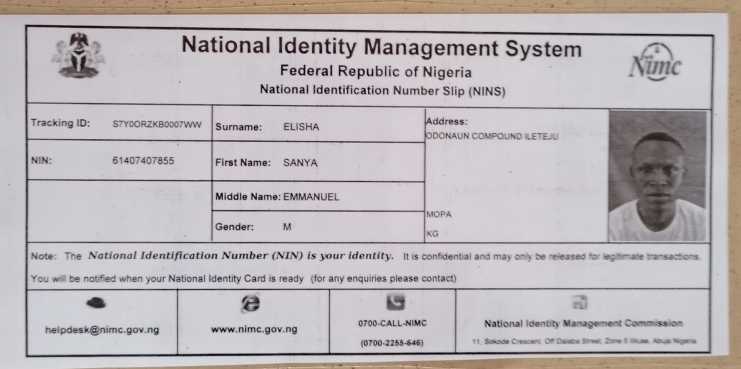 National Identity Management System
Federal Republic of Nigeria
National Identification Number Slip (NINS)
Nimc
Tracking ID: S7Y0ORZKB0007WW
Surname: ELISHA
Address:
ODONAUN COMPOUND ILETEJU
NIN: 61407407855
First Name: SANYA
Middle Name: EMMANUEL
MOPA
Gender: M
KG
Note: The National Identification Number (NIN) is your identity. It is confidential and may only be released for legitimate transactions.
You will be notified when your National Identity Card is ready (for any enquiries please contact)
helpdesk@nimc.gov.ng
www.nimc.gov.ng
0700-CALL-NIMC
(0700-2255-646)
National Identity Management Commission
11, Sokode Crescent, Off Dalaba Street, Zone 5 Wuse, Abuja Nigeria